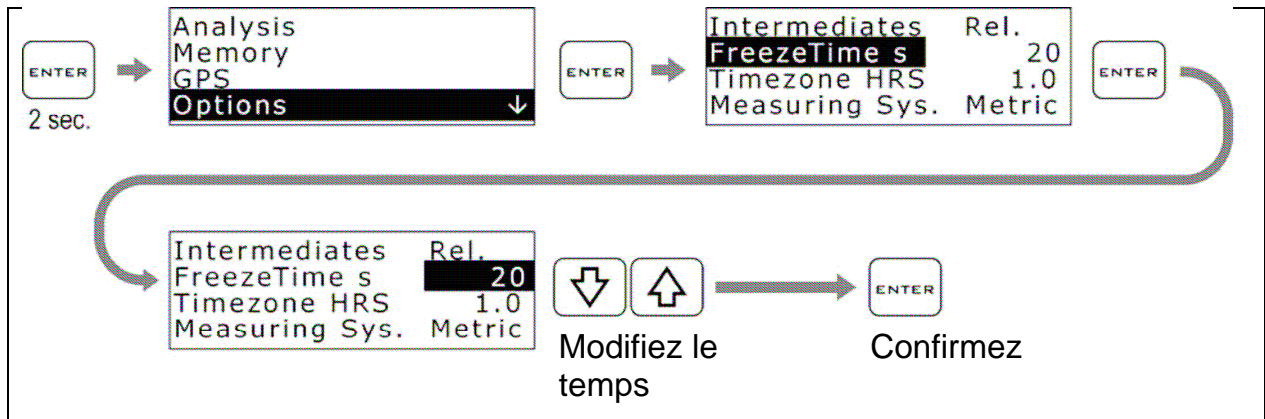 ENTER
2 sec.
Analysis
Memory
GPS
Options
ENTER
Intermediates Rel.
FreezeTime s 20
Timezone HRS 1.0
Measuring Sys. Metric
ENTER
Intermediates Rel.
FreezeTime s 20
Timezone HRS 1.0
Measuring Sys. Metric
Modifiez le
temps
ENTER
Confirmez